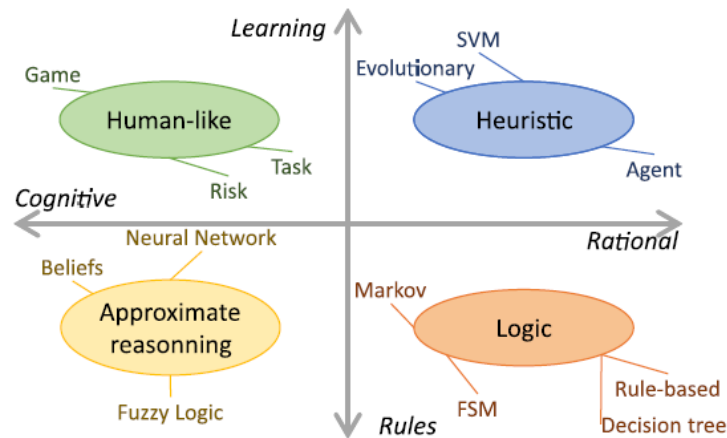 Learning
SVM
Game
Evolutionary
Human-like
Heuristic
Task
Agent
Risk
Cognitive
Rational
Neural Network
Beliefs
Markov
Approximate
reasonning
Logic
Rule-based
FSM
Fuzzy Logic
Rules
Decision tree